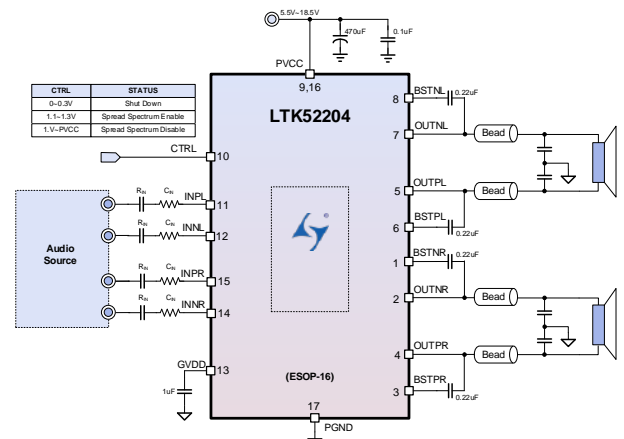 5.5V~18.5V
470uF
0.1uF
PVCC
9,16
CTRL STATUS
0~0.3V Shut Down
1.1~1.3V Spread Spectrum Enable
1.V~PVCC Spread Spectrum Disable
LTK52204
CTRL
10
Audio
Source
RIN CIN INPL
11
RIN CIN INNL
12
RIN CIN INPR
15
RIN CIN INNR
14
GVDD
13
1uF
(ESOP-16)
17
PGND
8 BSTNL 0.22uF
7 OUTNL Bead
5 OUTPL Bead
6 BSTPL 0.22uF
1 BSTNR 0.22uF
2 OUTNR Bead
4 OUTPR Bead
3 BSTPR 0.22uF